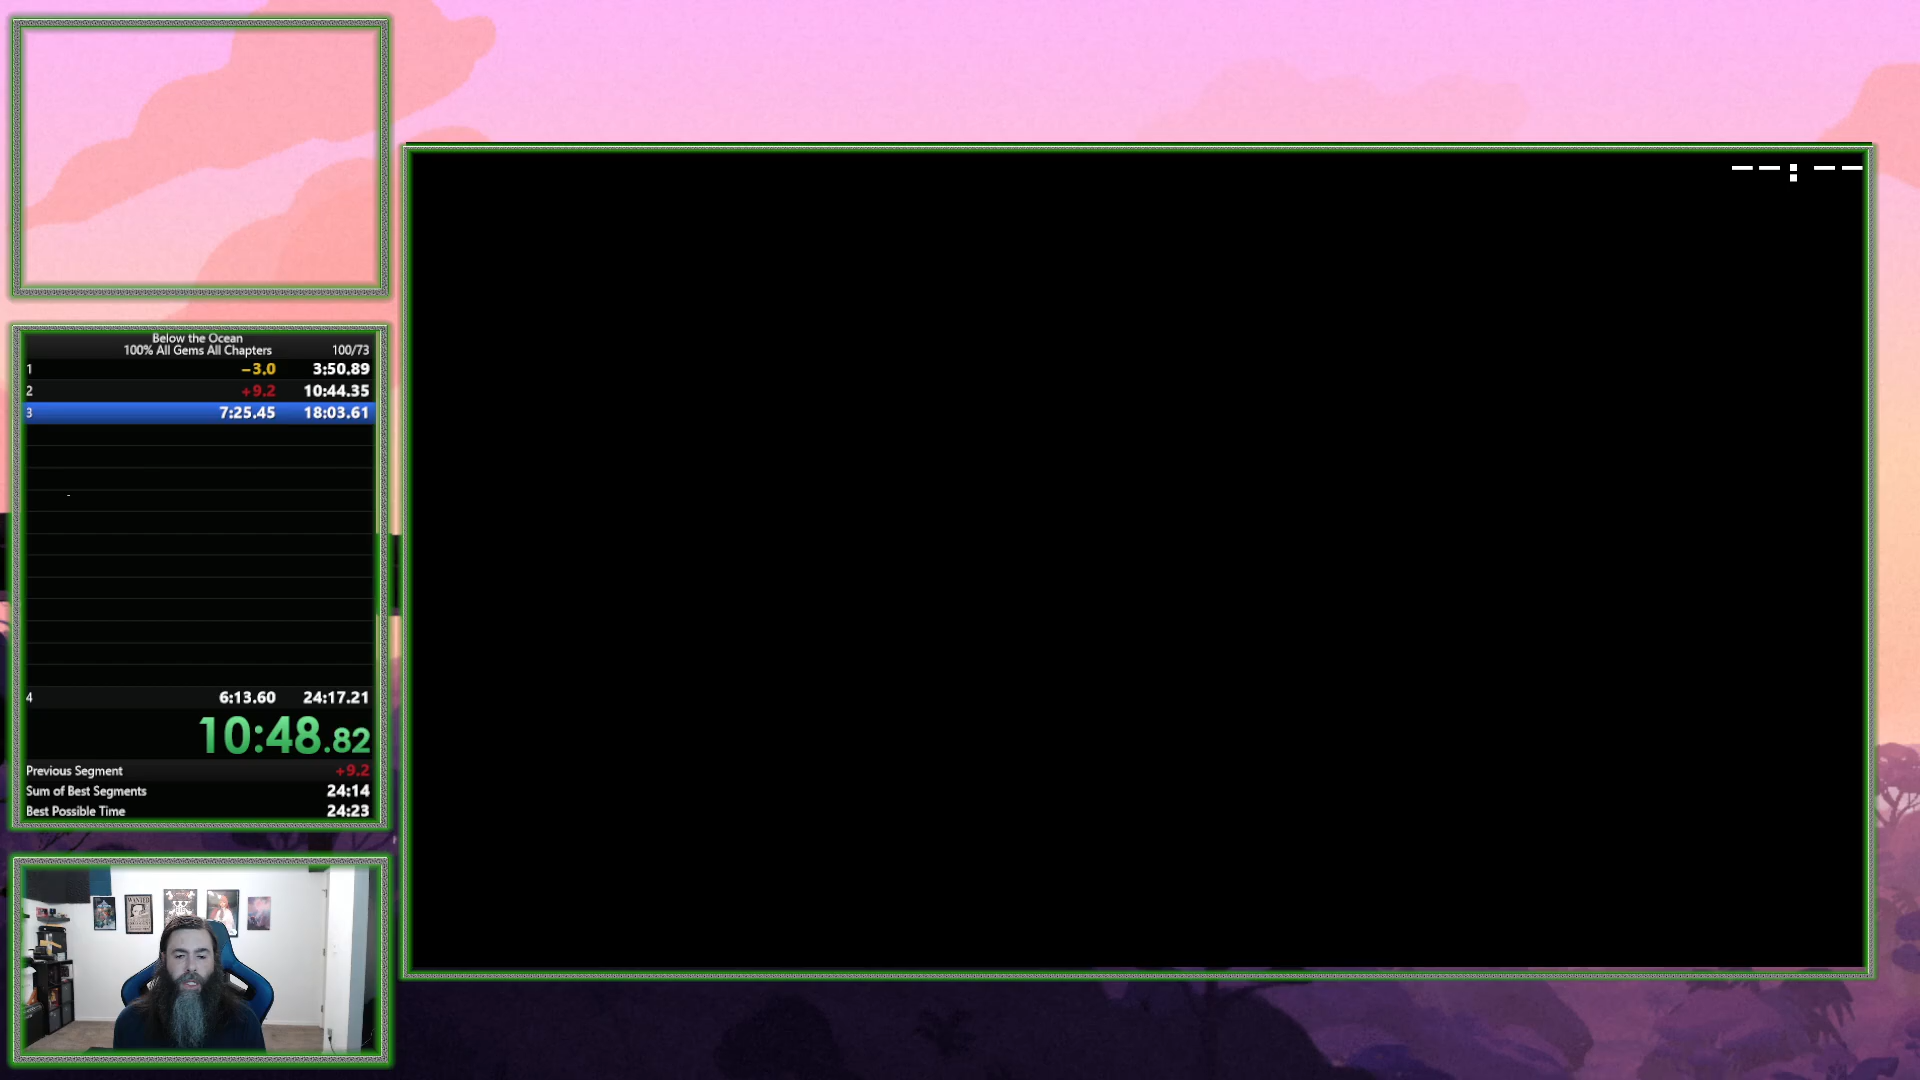 Below the Ocean
100% All Gems All Chapters 100/73
1 −3.0 3:50.89
2 +9.2 10:44.35
3 7:25.45 18:03.61
-
4 6:13.60 24:17.21
10:48.82
Previous Segment +9.2
Sum of Best Segments 24:14
Best Possible Time 24:23
--:--
WANTED